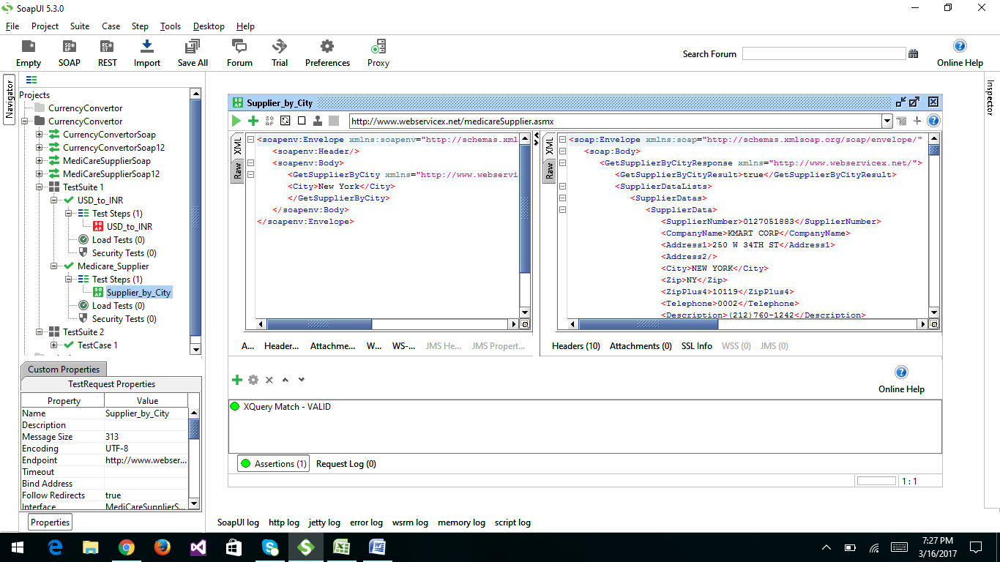 SoapUI 5.3.0
File Project Suite Case Step Tools Desktop Help
Empty SOAP REST Import Save All Forum Trial Preferences Proxy
Search Forum
Online Help
Navigator
Projects
CurrencyConvertor
CurrencyConvertor
CurrencyConvertorSoap
CurrencyConvertorSoap12
MediCareSupplierSoap
MediCareSupplierSoap12
TestSuite 1
USD_to_INR
Test Steps (1)
USD_to_INR
Load Tests (0)
Security Tests (0)
Medicare_Supplier
Test Steps (1)
Supplier_by_City
Load Tests (0)
Security Tests (0)
TestSuite 2
TestCase 1
Custom Properties
TestRequest Properties
Property Value
Name Supplier_by_City
Description
Message Size 313
Encoding UTF-8
Endpoint http://www.webser...
Timeout
Bind Address
Follow Redirects true
Interface MediCareSupplierS...
Properties
Supplier_by_City
http://www.webservicex.net/medicareSupplier.asmx
XML
Raw
<soapenv:Envelope xmlns:soapenv="http://schemas.xml
<soapenv:Header/>
<soapenv:Body>
<GetSupplierByCity xmlns="http://www.webservi
<City>New York</City>
</GetSupplierByCity>
</soapenv:Body>
</soapenv:Envelope>
A... Header... Attachme... W... WS-... JMS He... JMS Propert...
XML
Raw
<soap:Envelope xmlns:soap="http://schemas.xmlsoap.org/soap/envelope/"
<soap:Body>
<GetSupplierByCityResponse xmlns="http://www.webservicex.net/">
<GetSupplierByCityResult>true</GetSupplierByCityResult>
<SupplierDataLists>
<SupplierDatas>
<SupplierData>
<SupplierNumber>0127051883</SupplierNumber>
<CompanyName>KMART CORP</CompanyName>
<Address1>250 W 34TH ST</Address1>
<Address2/>
<City>NEW YORK</City>
<Zip>NY</Zip>
<ZipPlus4>10119</ZipPlus4>
<Telephone>0002</Telephone>
<Description>(212)760-1242</Description>
Headers (10) Attachments (0) SSL Info WSS (0) JMS (0)
Online Help
XQuery Match - VALID
Assertions (1) Request Log (0)
1 : 1
Inspector
SoapUI log http log jetty log error log wsrm log memory log script log
7:27 PM
3/16/2017